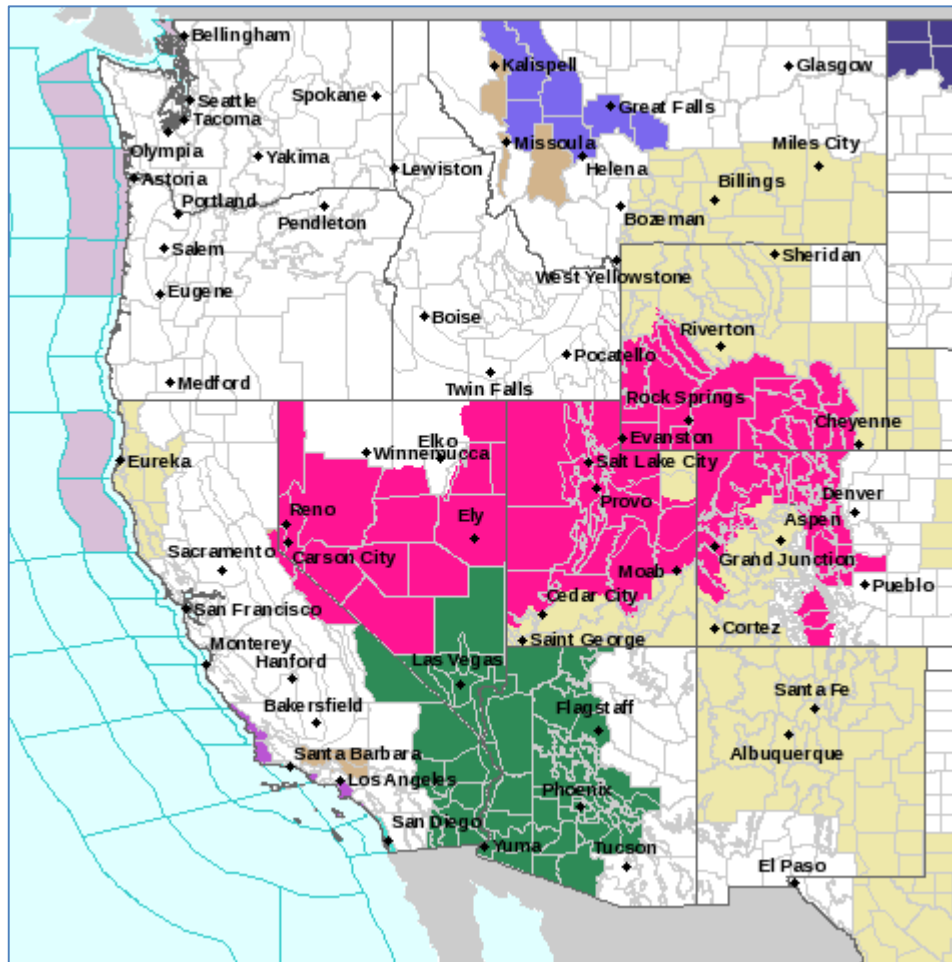 Bellingham
Kalispell
Glasgow
Spokane
Seattle
Great Falls
Tacoma
Olympia
Missoula
Miles City
Yakima
Lewiston
Helena
Astoria
Billings
Portland
Pendleton
Bozeman
Salem
Sheridan
West Yellowstone
Eugene
Boise
Riverton
Pocatello
Medford
Twin Falls
Rock Springs
Cheyenne
Elko
Evanston
Winnemucca
Eureka
Salt Lake City
Provo
Denver
Reno
Ely
Aspen
Sacramento
Carson City
Grand Junction
Moab
Pueblo
San Francisco
Cedar City
Cortez
Monterey
Saint George
Hanford
Las Vegas
Santa Fe
Bakersfield
Flagstaff
Albuquerque
Santa Barbara
Los Angeles
Phoenix
San Diego
Yuma
Tucson
El Paso